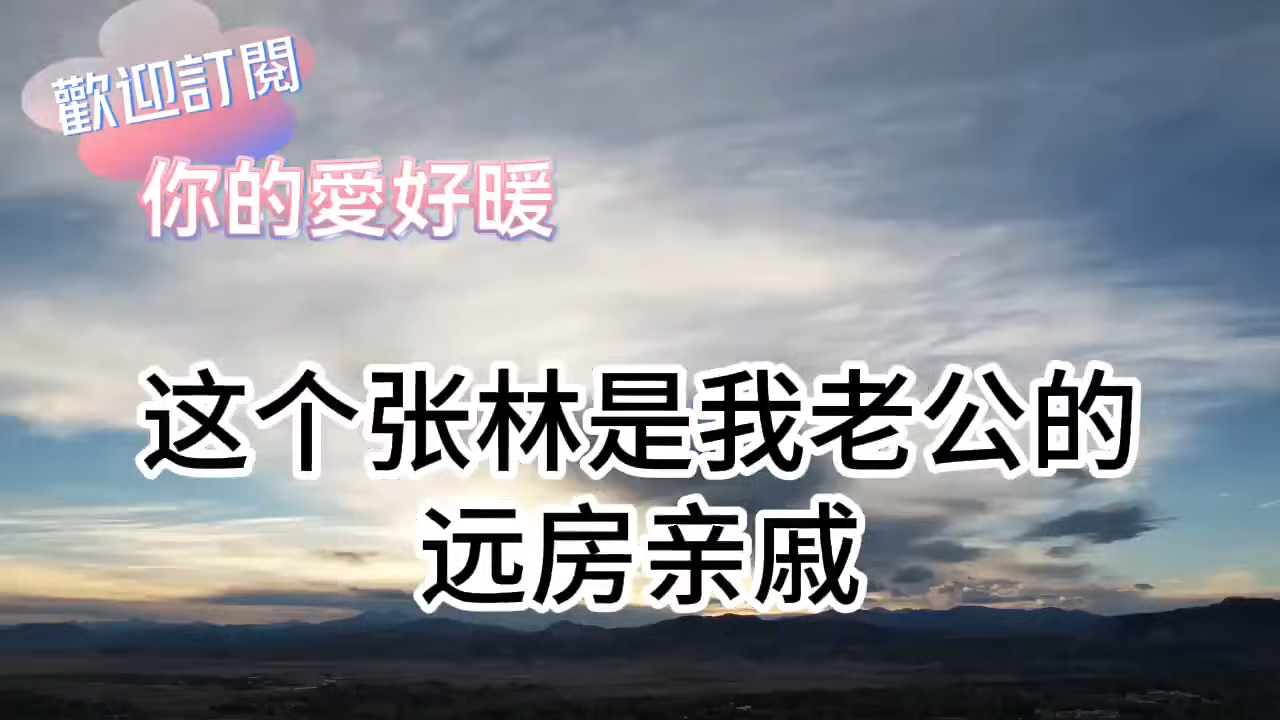 歡迎訂閱
你的愛好暖
这个张林是我老公的
远房亲戚